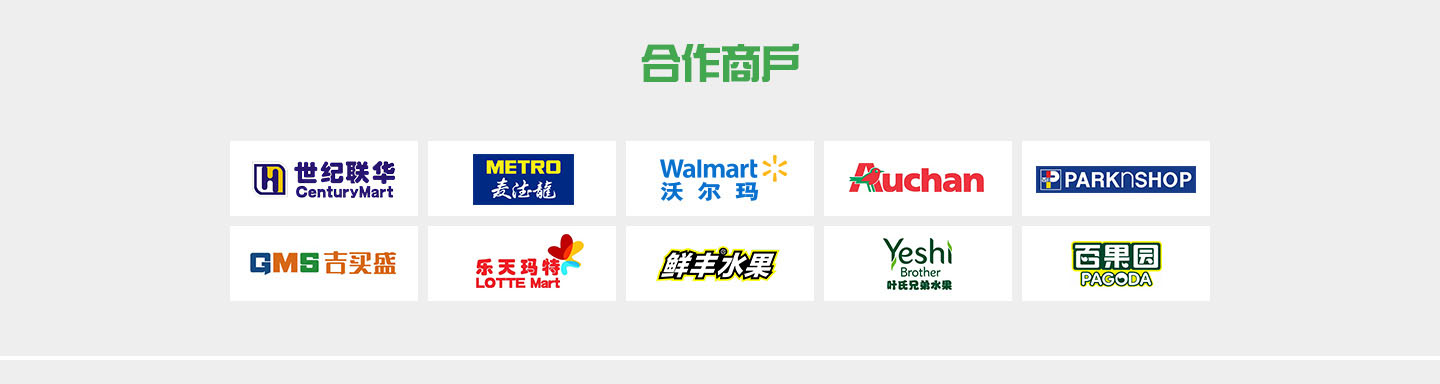 合作商戶
世纪联华
CenturyMart
METRO
麦德龍
Walmart
沃尔玛
Auchan
PARKnSHOP
GMS 吉买盛
乐天玛特
LOTTE Mart
鲜丰水果
Yeshi
Brother
叶氏兄弟水果
百果园
PAGODA